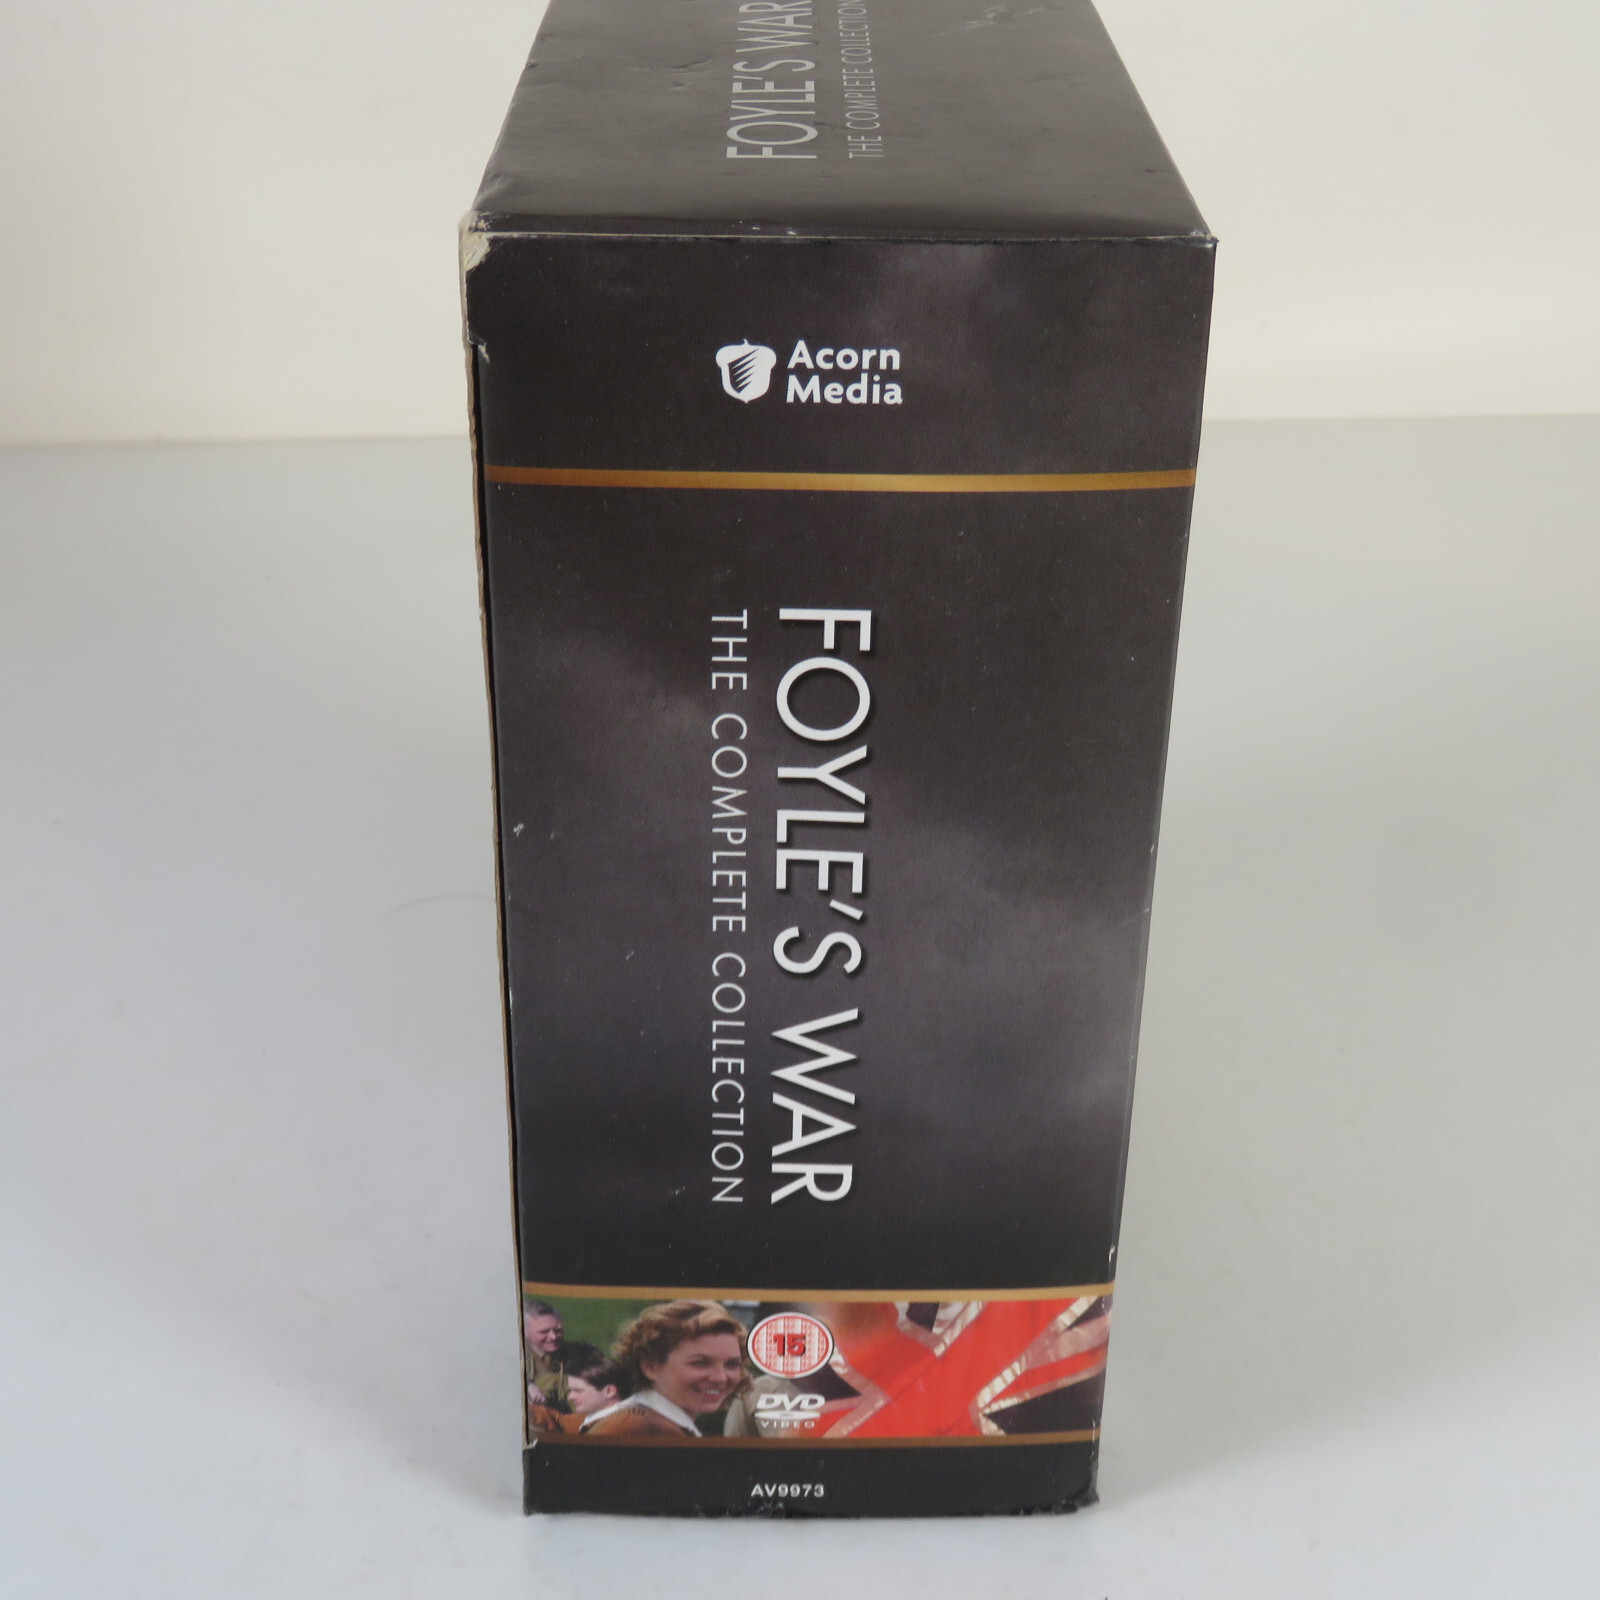 FOYLE'S WAR
THE COMPLETE COLLECTION
Acorn
Media
FOYLE'S WAR
THE COMPLETE COLLECTION
15
DVD
VIDEO
AV9973